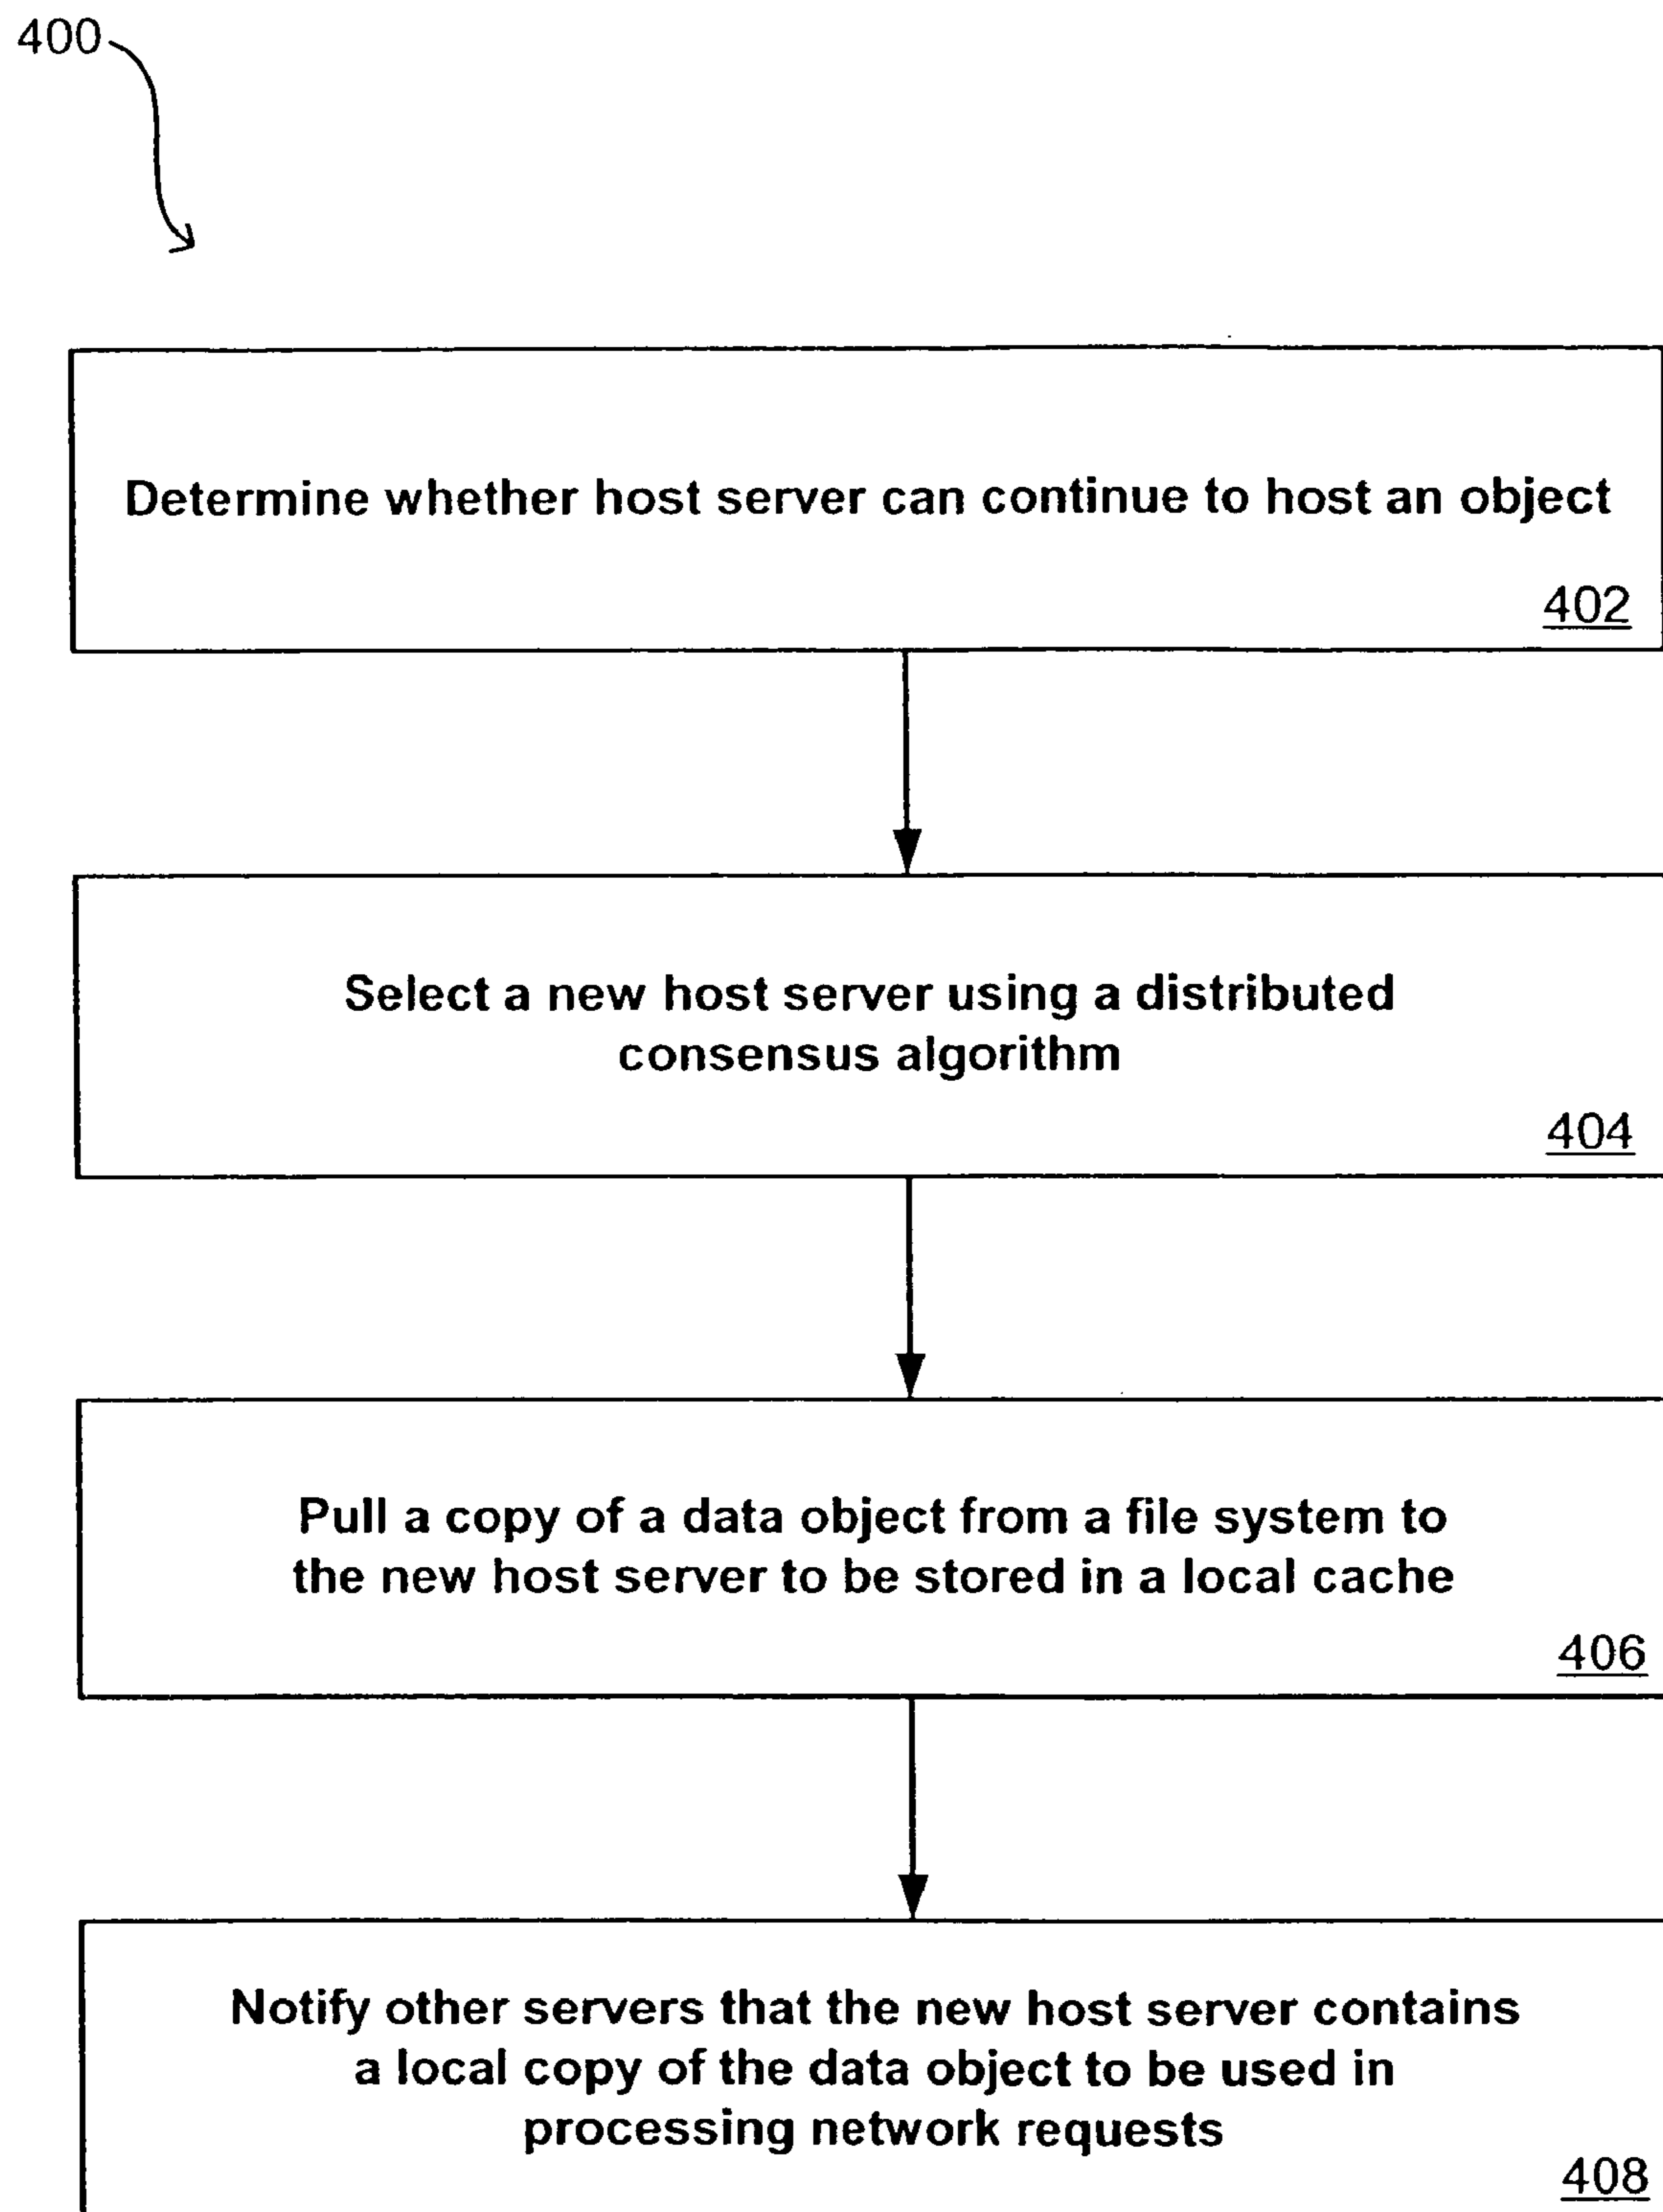 400
Determine whether host server can continue to host an object
402
Select a new host server using a distributed
consensus algorithm
404
Pull a copy of a data object from a file system to
the new host server to be stored in a local cache
406
Notify other servers that the new host server contains
a local copy of the data object to be used in
processing network requests
408